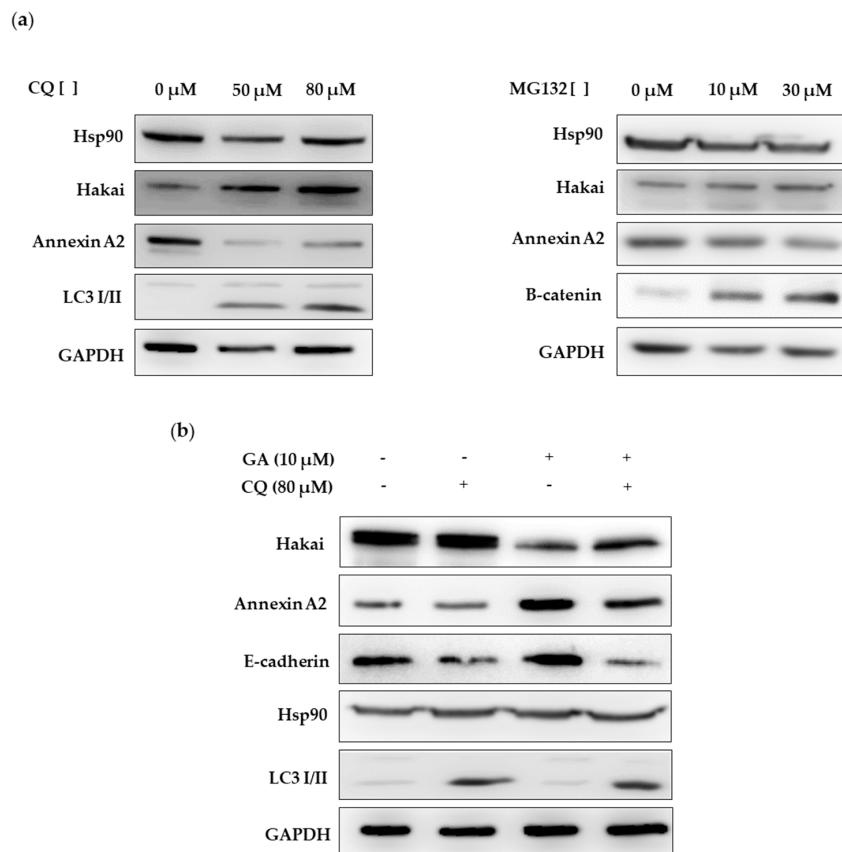 (a)
CQ [ ] 0 µM 50 µM 80 µM
Hsp90
Hakai
Annexin A2
LC3 I/II
GAPDH
MG132 [ ] 0 µM 10 µM 30 µM
Hsp90
Hakai
Annexin A2
B-catenin
GAPDH
(b)
GA (10 µM) - - + +
CQ (80 µM) - + - +
Hakai
Annexin A2
E-cadherin
Hsp90
LC3 I/II
GAPDH